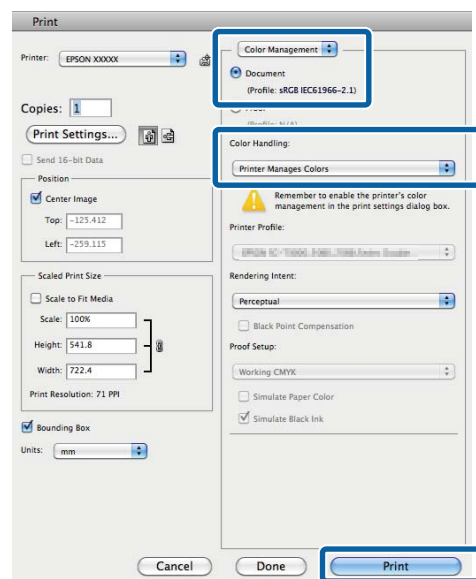 Print
Printer: EPSON XXXXX
Copies: 1
Print Settings...
Send 16-bit Data
Position
Center Image
Top: -125.412
Left: -259.115
Scaled Print Size
Scale to Fit Media
Scale: 100%
Height: 541.8
Width: 722.4
Print Resolution: 71 PPI
Bounding Box
Units: mm
Color Management
Document
(Profile: sRGB IEC61966-2.1)
Color Handling:
Printer Manages Colors
Remember to enable the printer's color
management in the print settings dialog box.
Printer Profile:
Rendering Intent:
Perceptual
Black Point Compensation
Proof Setup:
Working CMYK
Simulate Paper Color
Simulate Black Ink
Cancel
Done
Print